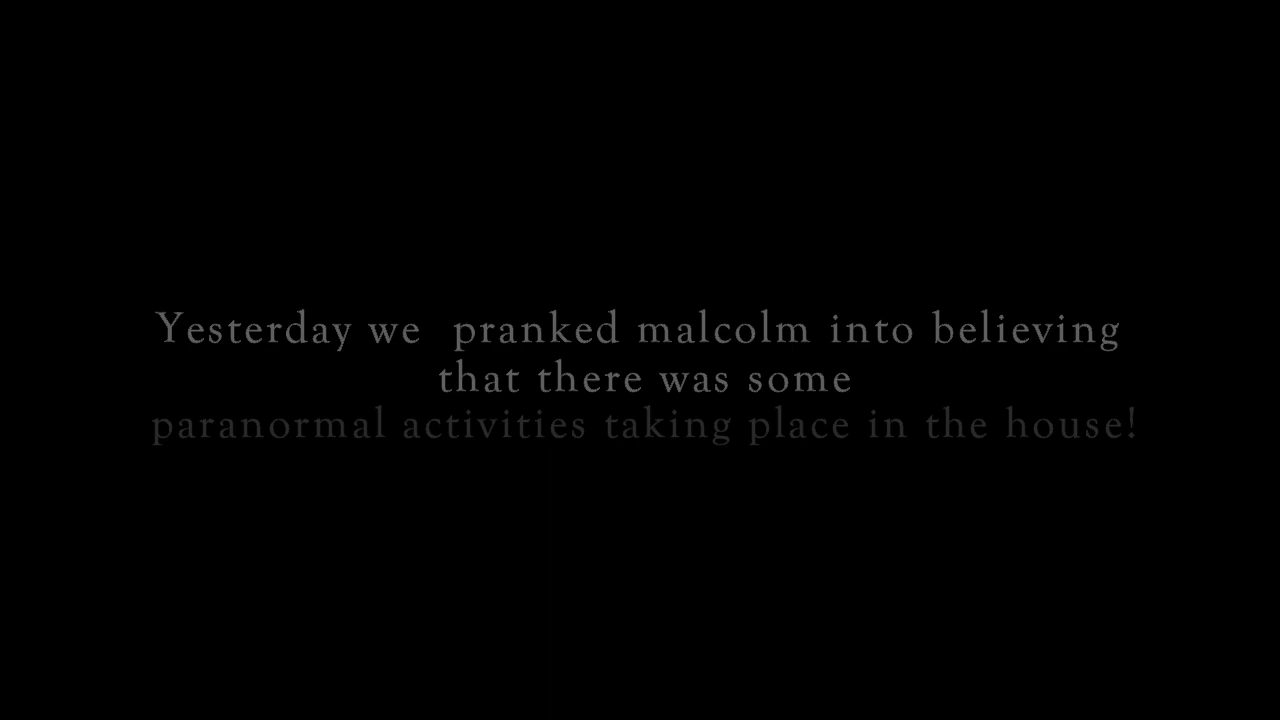 Yesterday we  pranked malcolm into believing
that there was some
paranormal activities taking place in the house!